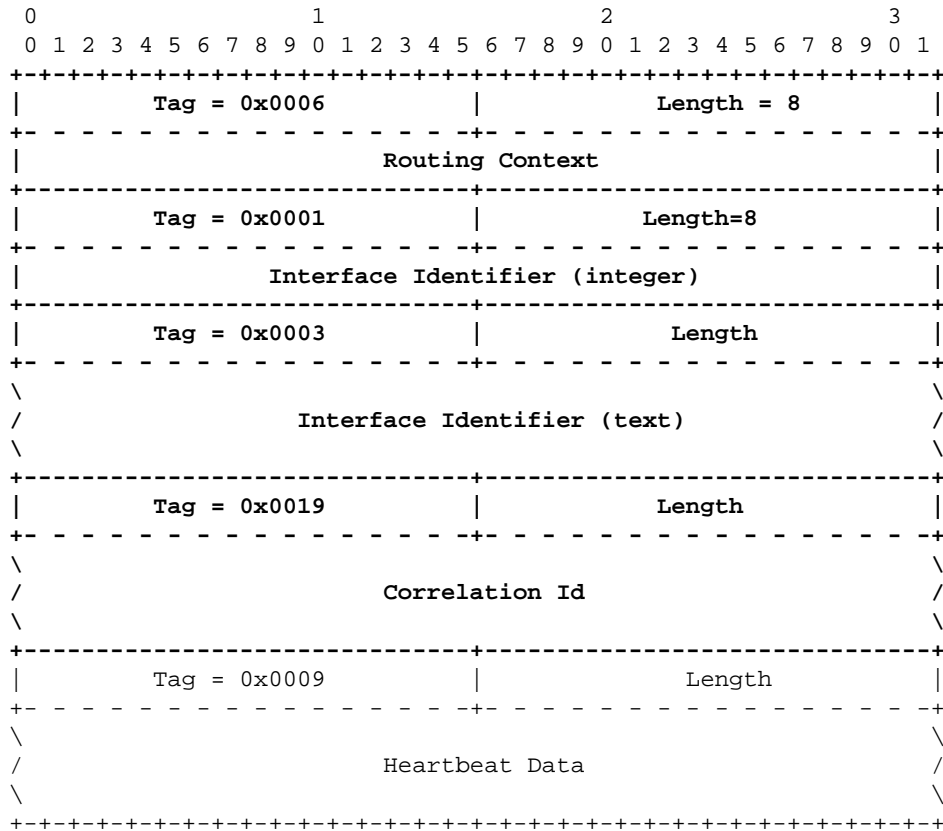 0                   1                   2                   3
 0 1 2 3 4 5 6 7 8 9 0 1 2 3 4 5 6 7 8 9 0 1 2 3 4 5 6 7 8 9 0 1
+-+-+-+-+-+-+-+-+-+-+-+-+-+-+-+-+-+-+-+-+-+-+-+-+-+-+-+-+-+-+-+-+
|         Tag = 0x0006          |            Length = 8         |
+- - - - - - - - - - - - - - - -+- - - - - - - - - - - - - - - -+
|                         Routing Context                       |
+-------------------------------+-------------------------------+
|         Tag = 0x0001          |           Length=8            |
+- - - - - - - - - - - - - - - -+- - - - - - - - - - - - - - - -+
|                 Interface Identifier (integer)                |
+-------------------------------+-------------------------------+
|         Tag = 0x0003          |             Length            |
+- - - - - - - - - - - - - - - -+- - - - - - - - - - - - - - - -+
\                                                               \
/                   Interface Identifier (text)                 /
\                                                               \
+-------------------------------+-------------------------------+
|         Tag = 0x0019          |            Length             |
+- - - - - - - - - - - - - - - -+- - - - - - - - - - - - - - - -+
\                                                               \
/                         Correlation Id                        /
\                                                               \
+-------------------------------+-------------------------------+
|         Tag = 0x0009          |              Length           |
+- - - - - - - - - - - - - - - -+- - - - - - - - - - - - - - - -+
\                                                               \
/                         Heartbeat Data                        /
\                                                               \
+-+-+-+-+-+-+-+-+-+-+-+-+-+-+-+-+-+-+-+-+-+-+-+-+-+-+-+-+-+-+-+-+